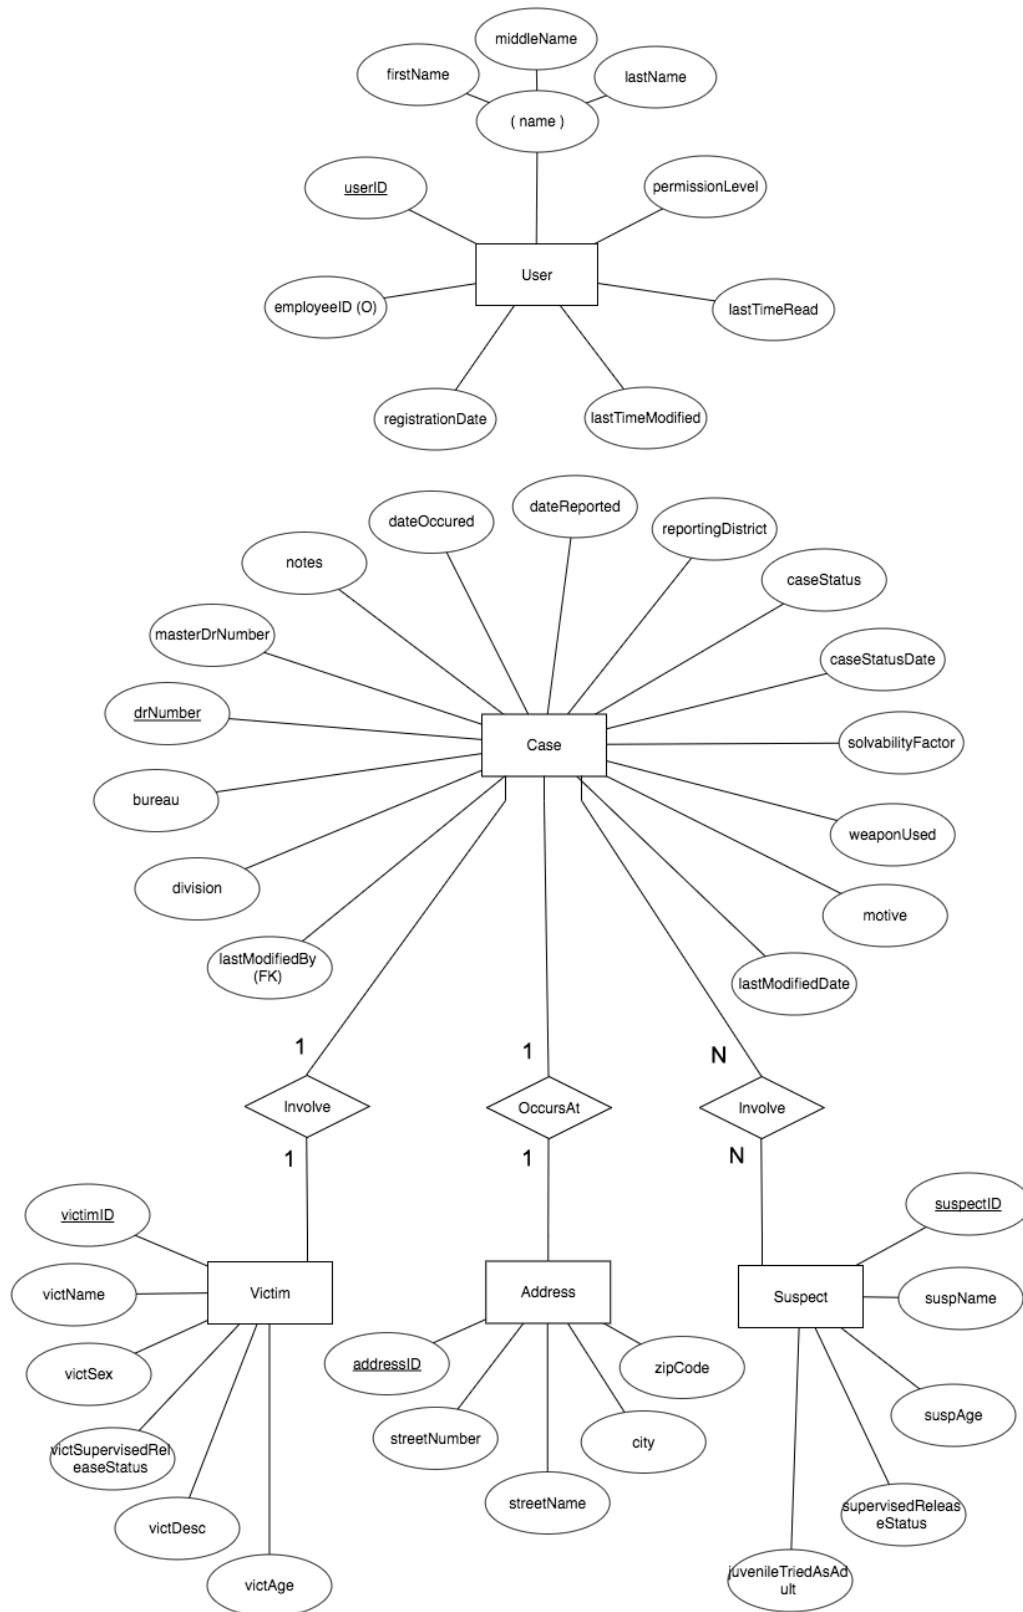 middleName
firstName
lastName
( name )
userID
permissionLevel
User
employeeID (O)
lastTimeRead
registrationDate
lastTimeModified
dateReported
dateOccured
reportingDistrict
notes
caseStatus
masterDrNumber
caseStatusDate
drNumber
Case
solvabilityFactor
bureau
weaponUsed
division
motive
lastModifiedBy
(FK)
lastModifiedDate
1
1
N
Involve
OccursAt
Involve
1
1
N
victimID
suspectID
victName
Victim
Address
Suspect
suspName
victSex
addressID
zipCode
suspAge
victSupervisedRel
easeStatus
streetNumber
city
streetName
supervisedReleas
eStatus
victDesc
juvenileTriedAsAd
ult
victAge